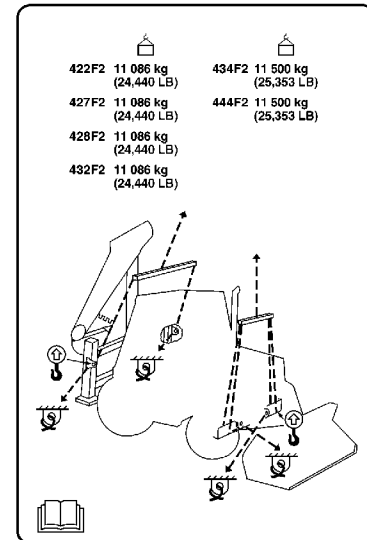 422F2 11 086 kg
(24,440 LB)
427F2 11 086 kg
(24,440 LB)
428F2 11 086 kg
(24,440 LB)
432F2 11 086 kg
(24,440 LB)
434F2 11 500 kg
(25,353 LB)
444F2 11 500 kg
(25,353 LB)